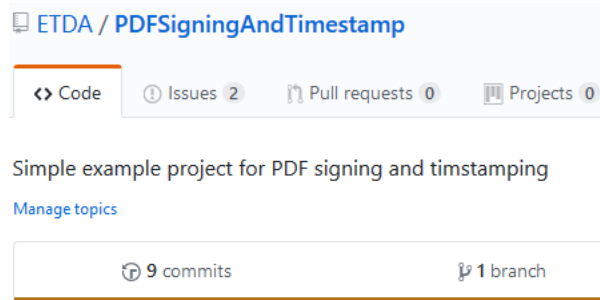 ETDA / PDFSigningAndTimestamp
Code Issues 2 Pull requests 0 Projects 0
Simple example project for PDF signing and timstamping
Manage topics
9 commits 1 branch